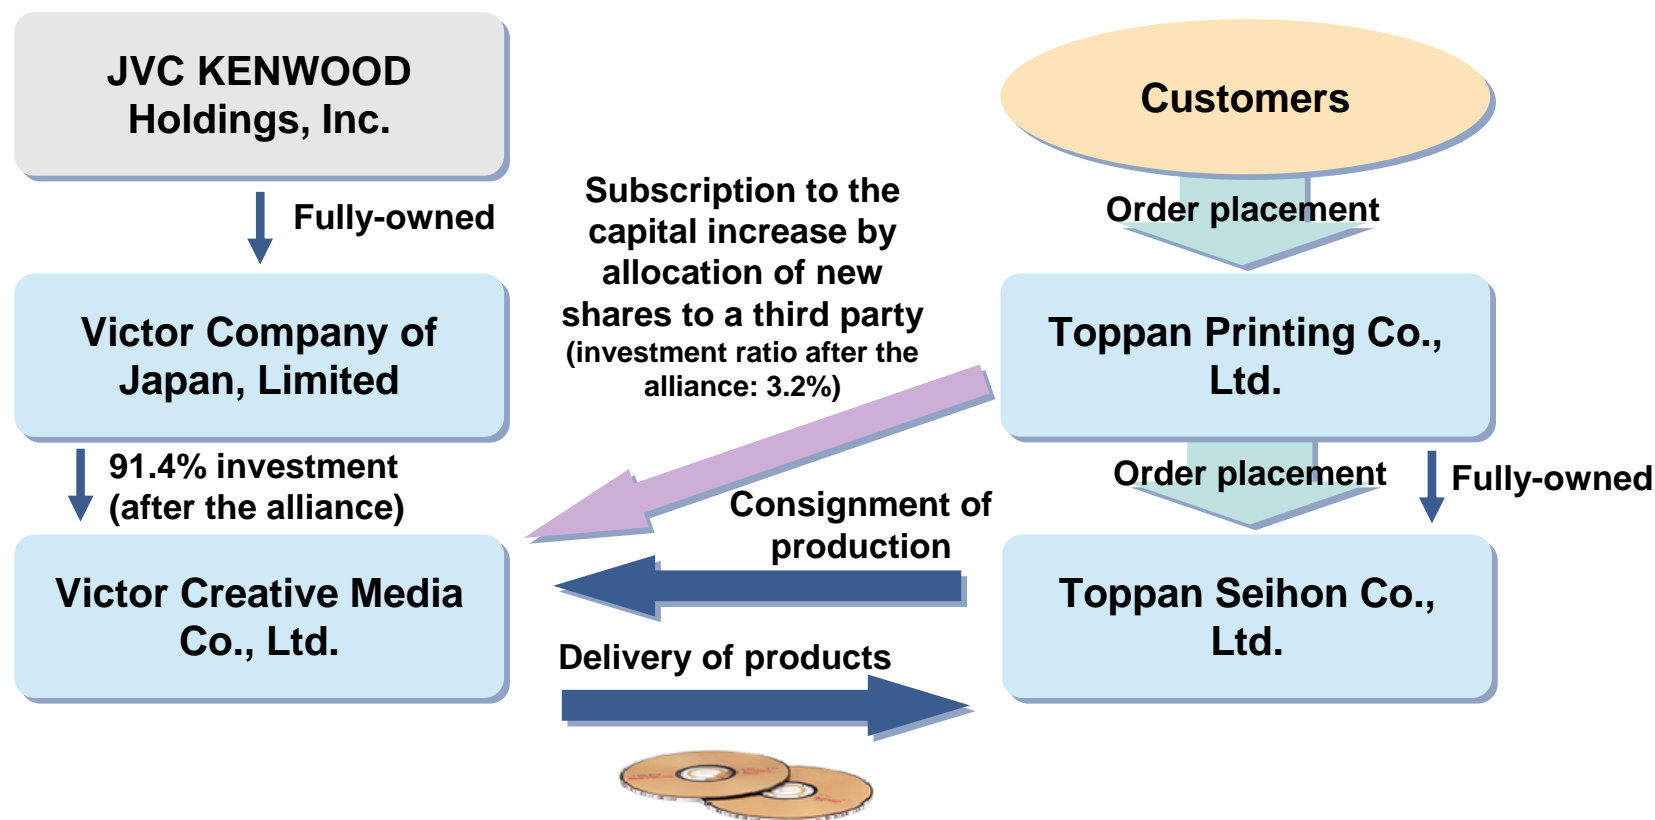 JVC KENWOOD
Holdings, Inc.
Fully-owned
Victor Company of
Japan, Limited
91.4% investment
(after the alliance)
Victor Creative Media
Co., Ltd.
Subscription to the
capital increase by
allocation of new
shares to a third party
(investment ratio after the
alliance: 3.2%)
Consignment of
production
Delivery of products
Customers
Order placement
Toppan Printing Co.,
Ltd.
Order placement
Fully-owned
Toppan Seihon Co.,
Ltd.